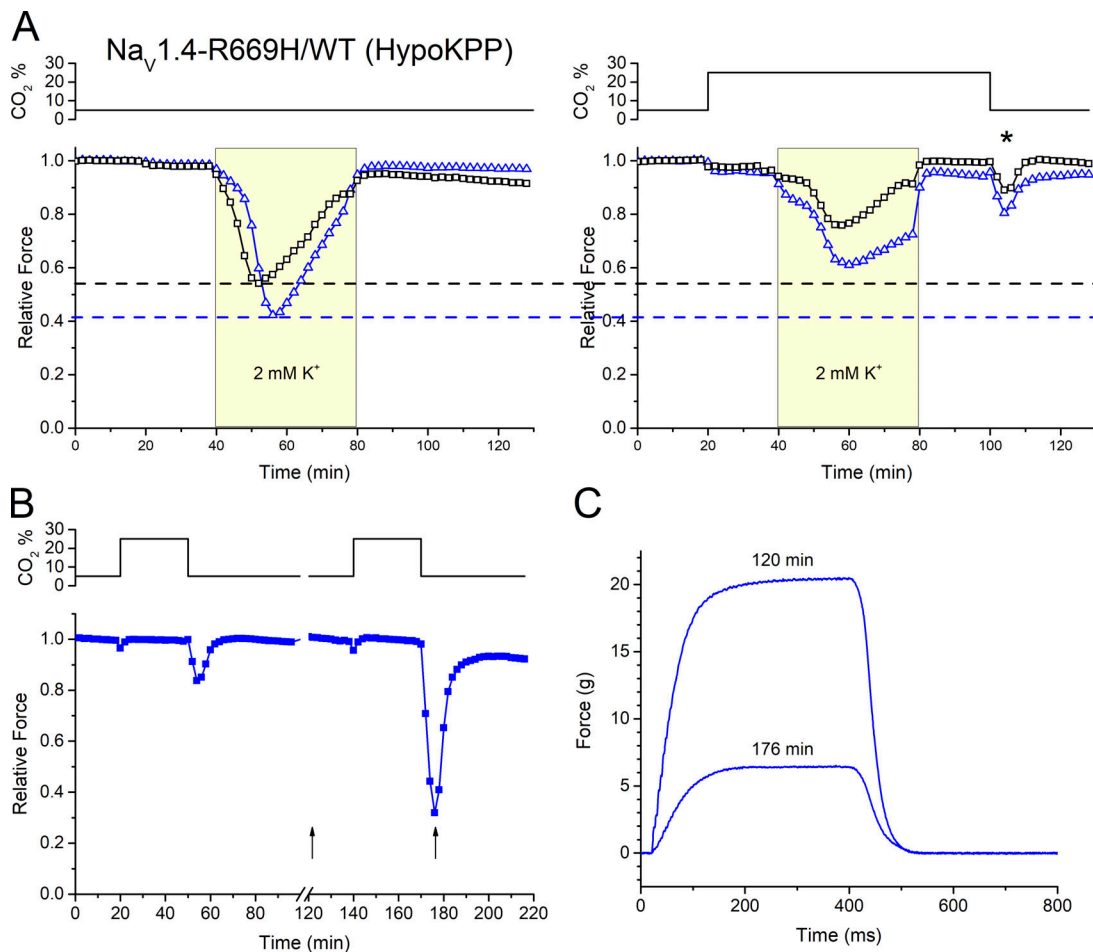 A
Na_V1.4-R669H/WT (HypoKPP)
CO2 %
30
20
10
0
Relative Force
1.0
0.8
0.6
0.4
0.2
0.0
2 mM K+
0 20 40 60 80 100 120
Time (min)
CO2 %
30
20
10
0
*
Relative Force
1.0
0.8
0.6
0.4
0.2
0.0
2 mM K+
0 20 40 60 80 100 120
Time (min)
B
CO2 %
30
20
10
0
Relative Force
1.0
0.8
0.6
0.4
0.2
0.0
0 20 40 60 80 120 140 160 180 200 220
Time (min)
C
Force (g)
20
15
10
5
0
120 min
176 min
0 200 400 600 800
Time (ms)